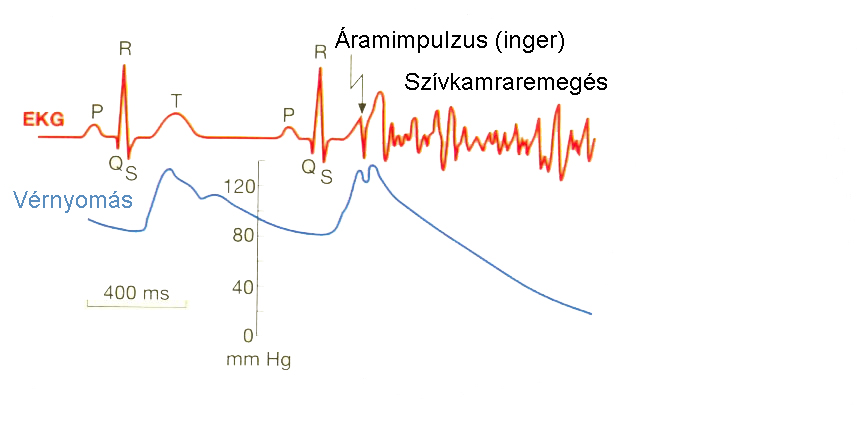 Áramimpulzus (inger)
R
R
Szívkamraremegés
P
T
P
EKG
Q
S
Q
S
120
Vérnyomás
80
40
400 ms
0
mm Hg